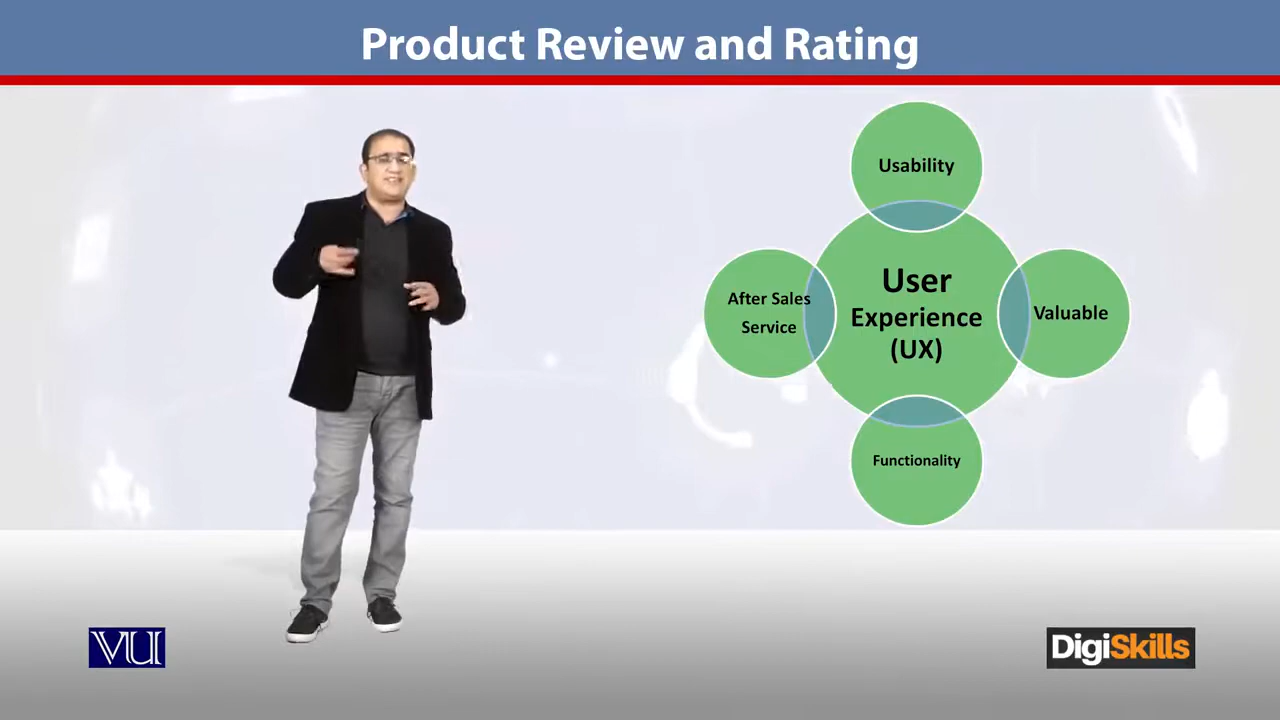 Product Review and Rating
Usability
After Sales
Service
User
Experience
(UX)
Valuable
Functionality
VU
DigiSkills